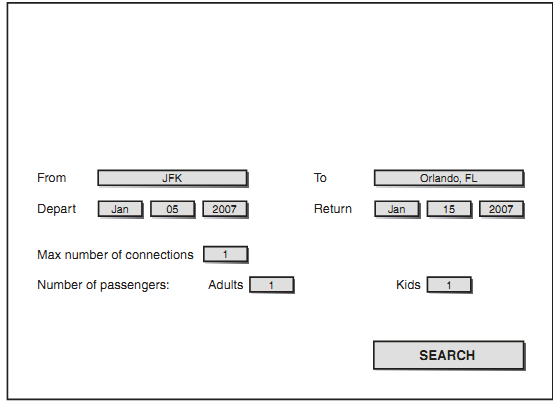 From JFK To Orlando, FL
Depart Jan 05 2007 Return Jan 15 2007
Max number of connections 1
Number of passengers: Adults 1 Kids 1
SEARCH